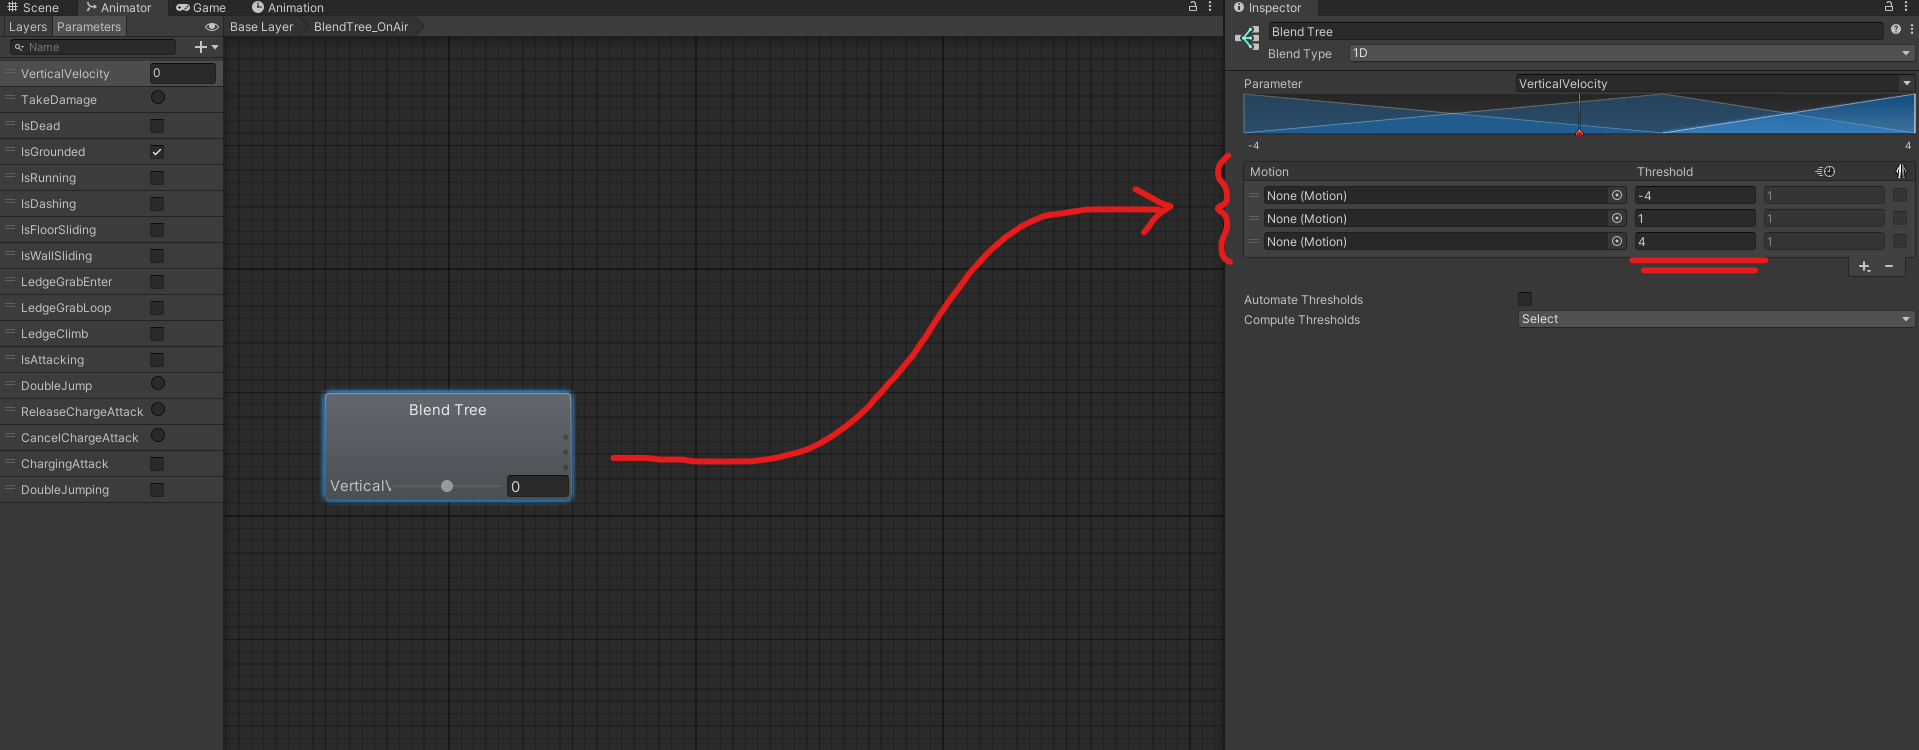 Scene Animator Game Animation
Layers Parameters Base Layer BlendTree_OnAir
Name
VerticalVelocity 0
TakeDamage
IsDead
IsGrounded
IsRunning
IsDashing
IsFloorSliding
IsWallSliding
LedgeGrabEnter
LedgeGrabLoop
LedgeClimb
IsAttacking
DoubleJump
ReleaseChargeAttack
CancelChargeAttack
ChargingAttack
DoubleJumping
Blend Tree
Vertical\ 0
Inspector
Blend Tree
Blend Type 1D
Parameter VerticalVelocity
-4 4
Motion Threshold
None (Motion) -4 1
None (Motion) 1 1
None (Motion) 4 1
Automate Thresholds
Compute Thresholds Select